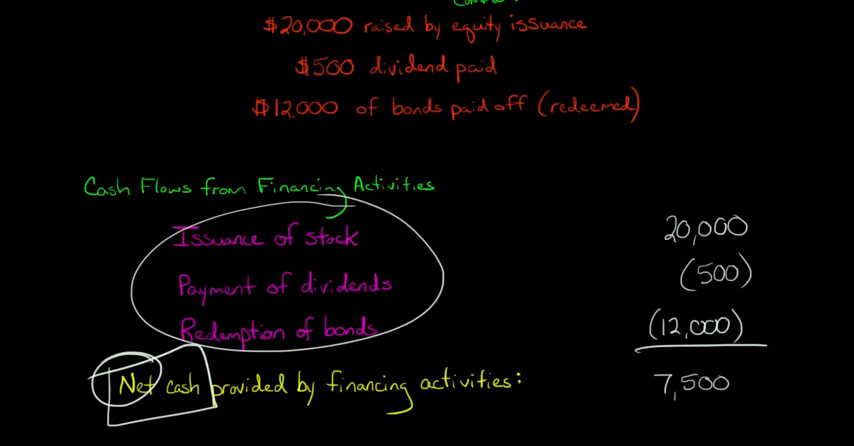 $20,000 raised by equity issuance
$500 dividend paid
$12,000 of bonds paid off (redeemed)
Cash Flows from Financing Activities
Issuance of stock 20,000
Payment of dividends (500)
Redemption of bonds (12,000)
Net cash provided by financing activities: 7,500